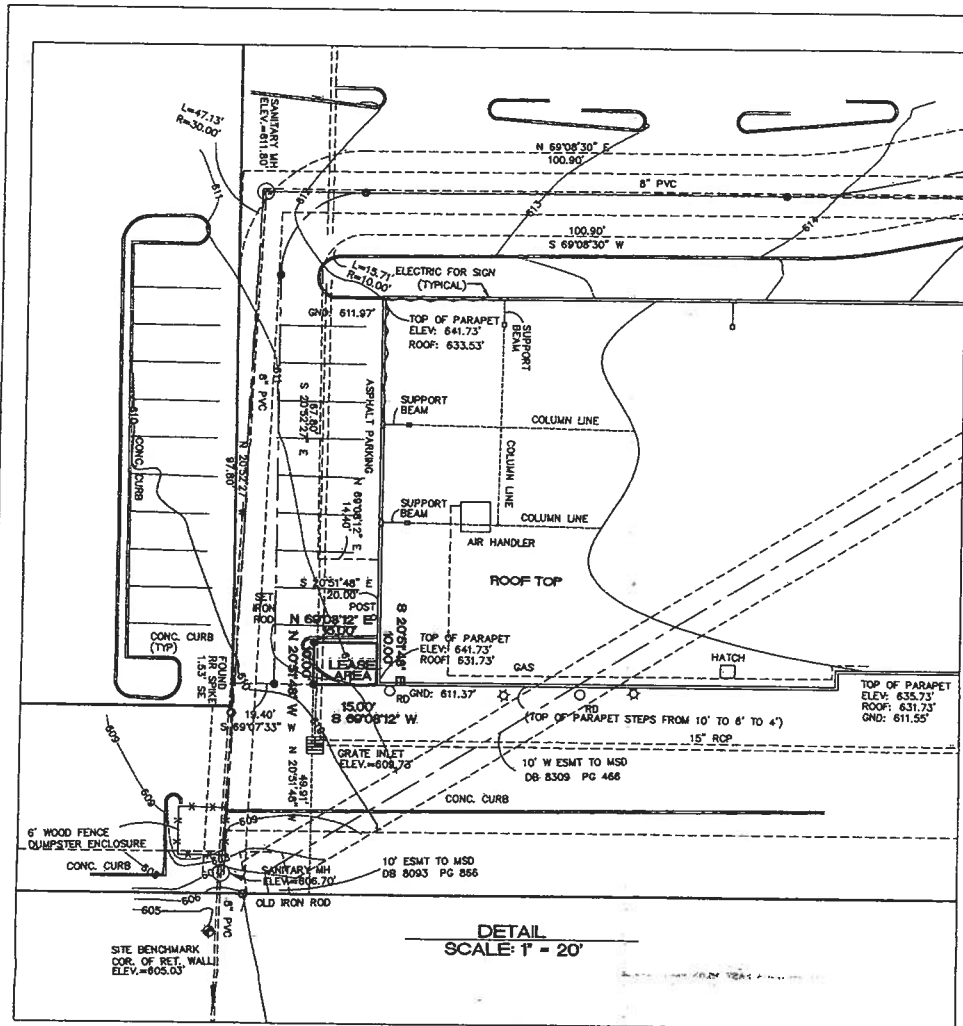 L=47.13'
R=30.00'
SANITARY MH
ELEV.=611.80'
N 69°08'30" E
100.90'
8" PVC
611
612
613
614
100.90'
S 69°08'30" W
L=15.71'
R=10.00'
ELECTRIC FOR SIGN
(TYPICAL)
GND: 611.97'
TOP OF PARAPET
ELEV: 641.73'
ROOF: 633.53'
SUPPORT
BEAM
8" PVC
67.80'
S 20°52'27" E
ASPHALT PARKING
SUPPORT
BEAM
COLUMN LINE
COLUMN LINE
610
CONC. CURB
N 20°52'27" W
97.80'
N 69°08'12" E
14.40'
SUPPORT
BEAM
COLUMN LINE
AIR HANDLER
ROOF TOP
S 20°51'48" E
20.00'
POST
SET
IRON
ROD
N 69°08'12" E
15.00'
N 20°51'48" W
10.00'
S 20°51'48" E
10.00'
LEASE
AREA
TOP OF PARAPET
ELEV: 641.73'
ROOF: 631.73'
GAS
HATCH
CONC. CURB
(TYP)
FOUND
RR SPIKE
1.53' SE
610
RD
GND: 611.37'
RD
TOP OF PARAPET
ELEV: 635.73'
ROOF: 631.73'
GND: 611.55'
15.00'
S 69°08'12" W
19.40'
S 69°07'33" W
(TOP OF PARAPET STEPS FROM 10' TO 6' TO 4')
15" RCP
GRATE INLET
ELEV.=609.73'
49.91'
N 20°51'48" W
10' W ESMT TO MSD
DB 8309 PG 466
609
609
609
CONC. CURB
6' WOOD FENCE
DUMPSTER ENCLOSURE
CONC. CURB
SANITARY MH
ELEV.=606.70'
10' ESMT TO MSD
DB 8093 PG 856
OLD IRON ROD
606
605
8" PVC
SITE BENCHMARK
COR. OF RET. WALL
ELEV.=605.03'
DETAIL
SCALE: 1" = 20'